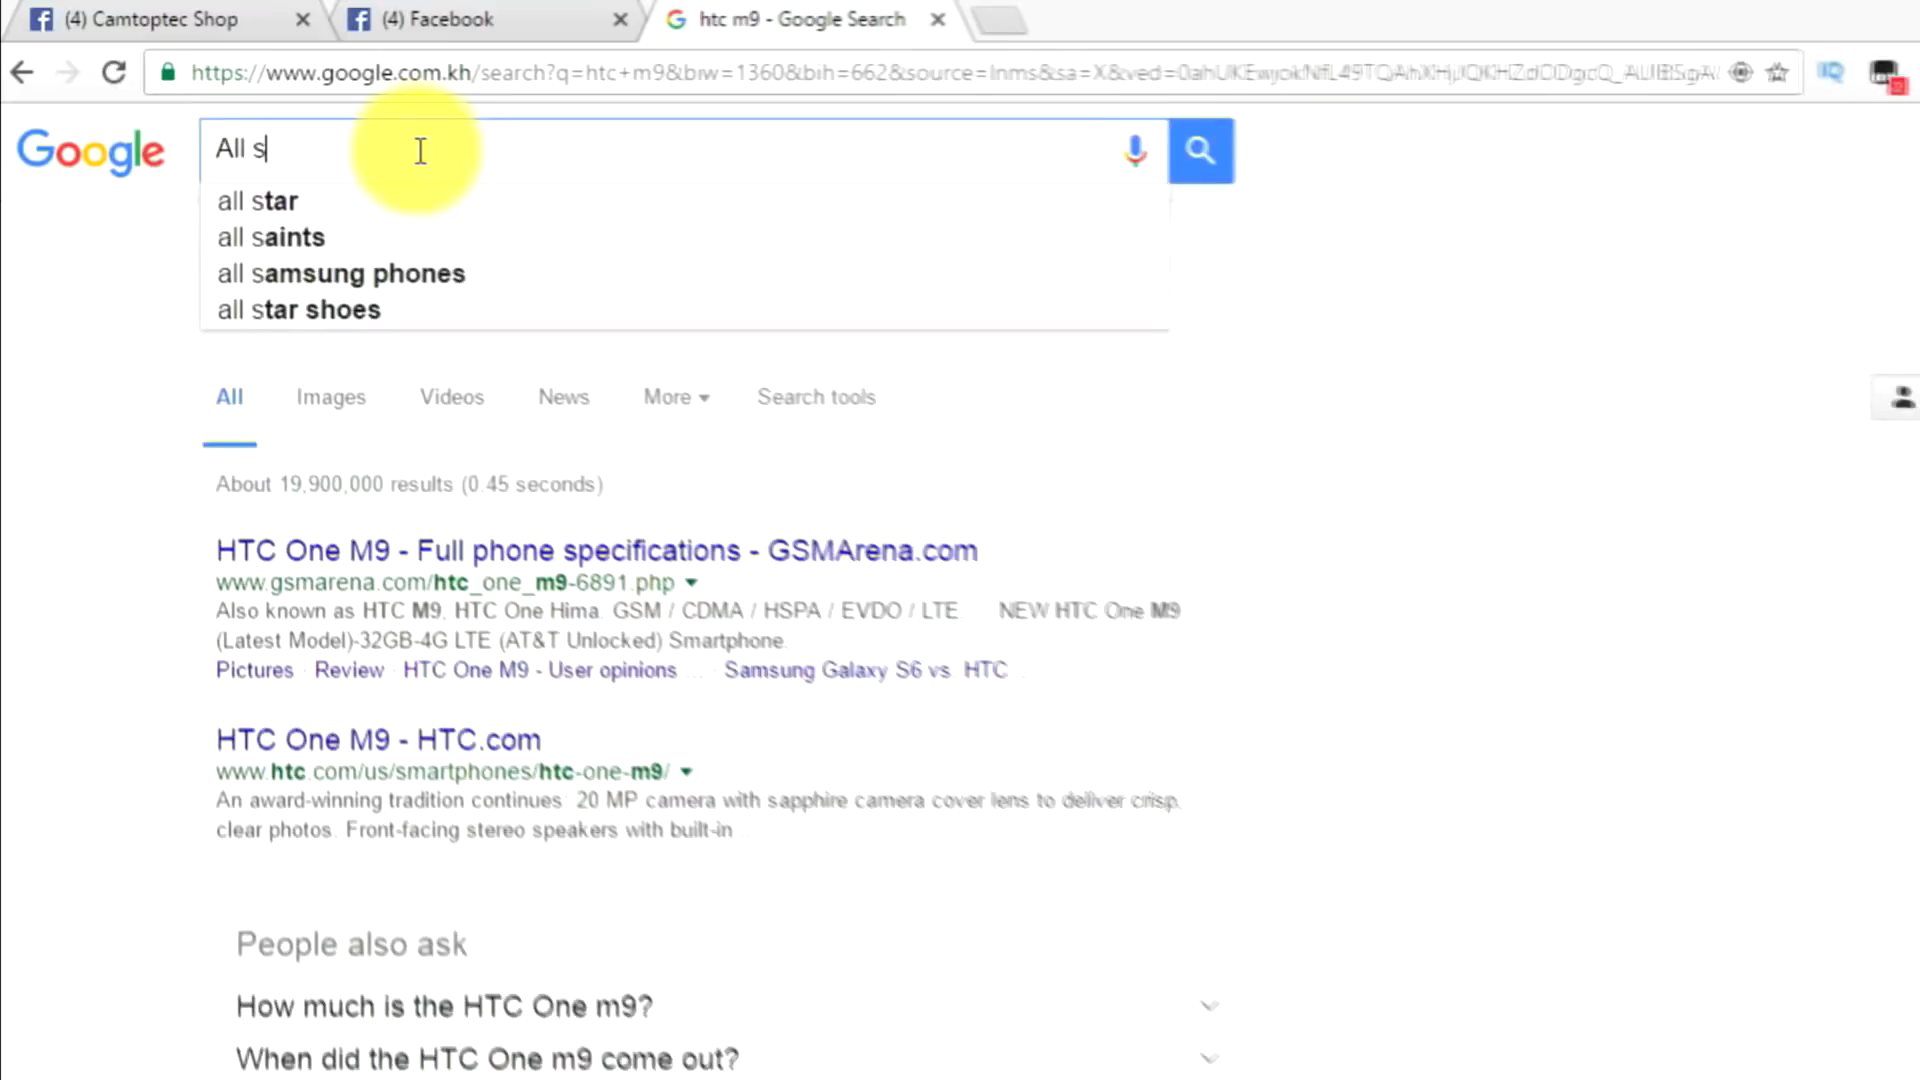 (4) Camtoptec Shop
(4) Facebook
htc m9 - Google Search
https://www.google.com.kh/search?q=htc+m9&biw=1360&bih=662&source=lnms&sa=X&ved=
Google
All s
all star
all saints
all samsung phones
all star shoes
All Images Videos News More Search tools
About 19,900,000 results (0.45 seconds)
HTC One M9 - Full phone specifications - GSMArena.com
www.gsmarena.com/htc_one_m9-6891.php
Also known as HTC M9, HTC One Hima. GSM / CDMA / HSPA / EVDO / LTE NEW HTC One M9
(Latest Model)-32GB-4G LTE (AT&T Unlocked) Smartphone.
Pictures Review HTC One M9 - User opinions ... Samsung Galaxy S6 vs. HTC ...
HTC One M9 - HTC.com
www.htc.com/us/smartphones/htc-one-m9/
An award-winning tradition continues: 20 MP camera with sapphire camera cover lens to deliver crisp,
clear photos. Front-facing stereo speakers with built-in
People also ask
How much is the HTC One m9?
When did the HTC One m9 come out?